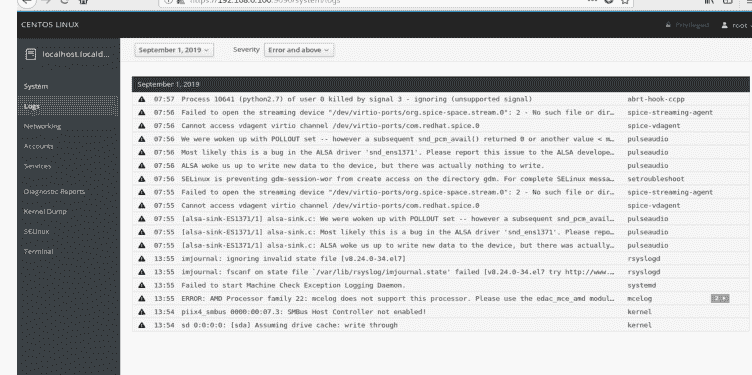 https://192.168.0.100:9090/system/logs
CENTOS LINUX
Privileged
root
localhost.locald...
September 1, 2019
Severity
Error and above
System
Logs
Networking
Accounts
Services
Diagnostic Reports
Kernel Dump
SELinux
Terminal
September 1, 2019
07:57 Process 10641 (python2.7) of user 0 killed by signal 3 - ignoring (unsupported signal) abrt-hook-ccpp
07:56 Failed to open the streaming device "/dev/virtio-ports/org.spice-space.stream.0": 2 - No such file or dir… spice-streaming-agent
07:56 Cannot access vdagent virtio channel /dev/virtio-ports/com.redhat.spice.0 spice-vdagent
07:56 We were woken up with POLLOUT set -- however a subsequent snd_pcm_avail() returned 0 or another value < m… pulseaudio
07:56 Most likely this is a bug in the ALSA driver 'snd_ens1371'. Please report this issue to the ALSA develope… pulseaudio
07:56 ALSA woke us up to write new data to the device, but there was actually nothing to write. pulseaudio
07:56 SELinux is preventing gdm-session-wor from create access on the directory gdm. For complete SELinux messa… setroubleshoot
07:55 Failed to open the streaming device "/dev/virtio-ports/org.spice-space.stream.0": 2 - No such file or dir… spice-streaming-agent
07:55 Cannot access vdagent virtio channel /dev/virtio-ports/com.redhat.spice.0 spice-vdagent
07:55 [alsa-sink-ES1371/1] alsa-sink.c: We were woken up with POLLOUT set -- however a subsequent snd_pcm_avail… pulseaudio
07:55 [alsa-sink-ES1371/1] alsa-sink.c: Most likely this is a bug in the ALSA driver 'snd_ens1371'. Please repo… pulseaudio
07:55 [alsa-sink-ES1371/1] alsa-sink.c: ALSA woke us up to write new data to the device, but there was actually… pulseaudio
13:55 imjournal: ignoring invalid state file [v8.24.0-34.el7] rsyslogd
13:55 imjournal: fscanf on state file `/var/lib/rsyslog/imjournal.state' failed [v8.24.0-34.el7 try http://www.… rsyslogd
13:55 Failed to start Machine Check Exception Logging Daemon. systemd
13:55 ERROR: AMD Processor family 22: mcelog does not support this processor. Please use the edac_mce_amd modul… mcelog 2
13:54 piix4_smbus 0000:00:07.3: SMBus Host Controller not enabled! kernel
13:54 sd 0:0:0:0: [sda] Assuming drive cache: write through kernel